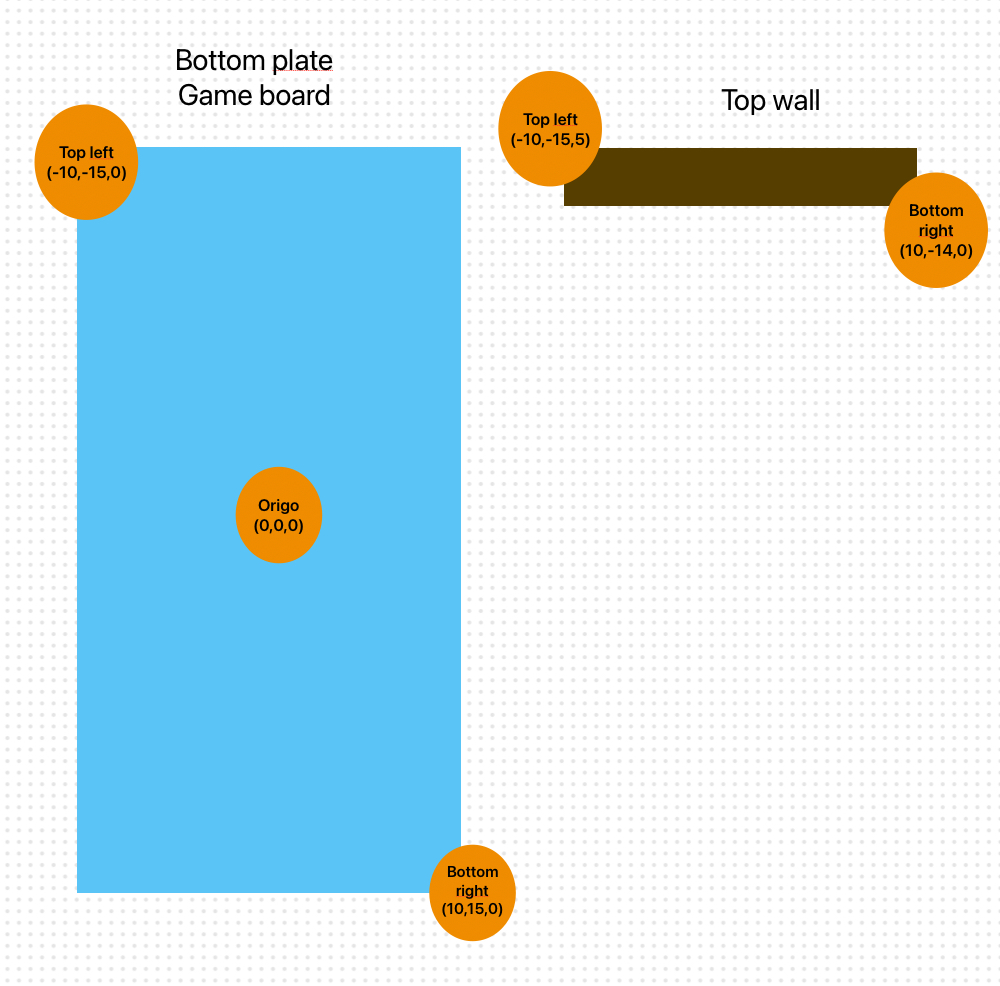 Bottom plate
Game board
Top left
(-10,-15,0)
Origo
(0,0,0)
Bottom
right
(10,15,0)
Top wall
Top left
(-10,-15,5)
Bottom
right
(10,-14,0)